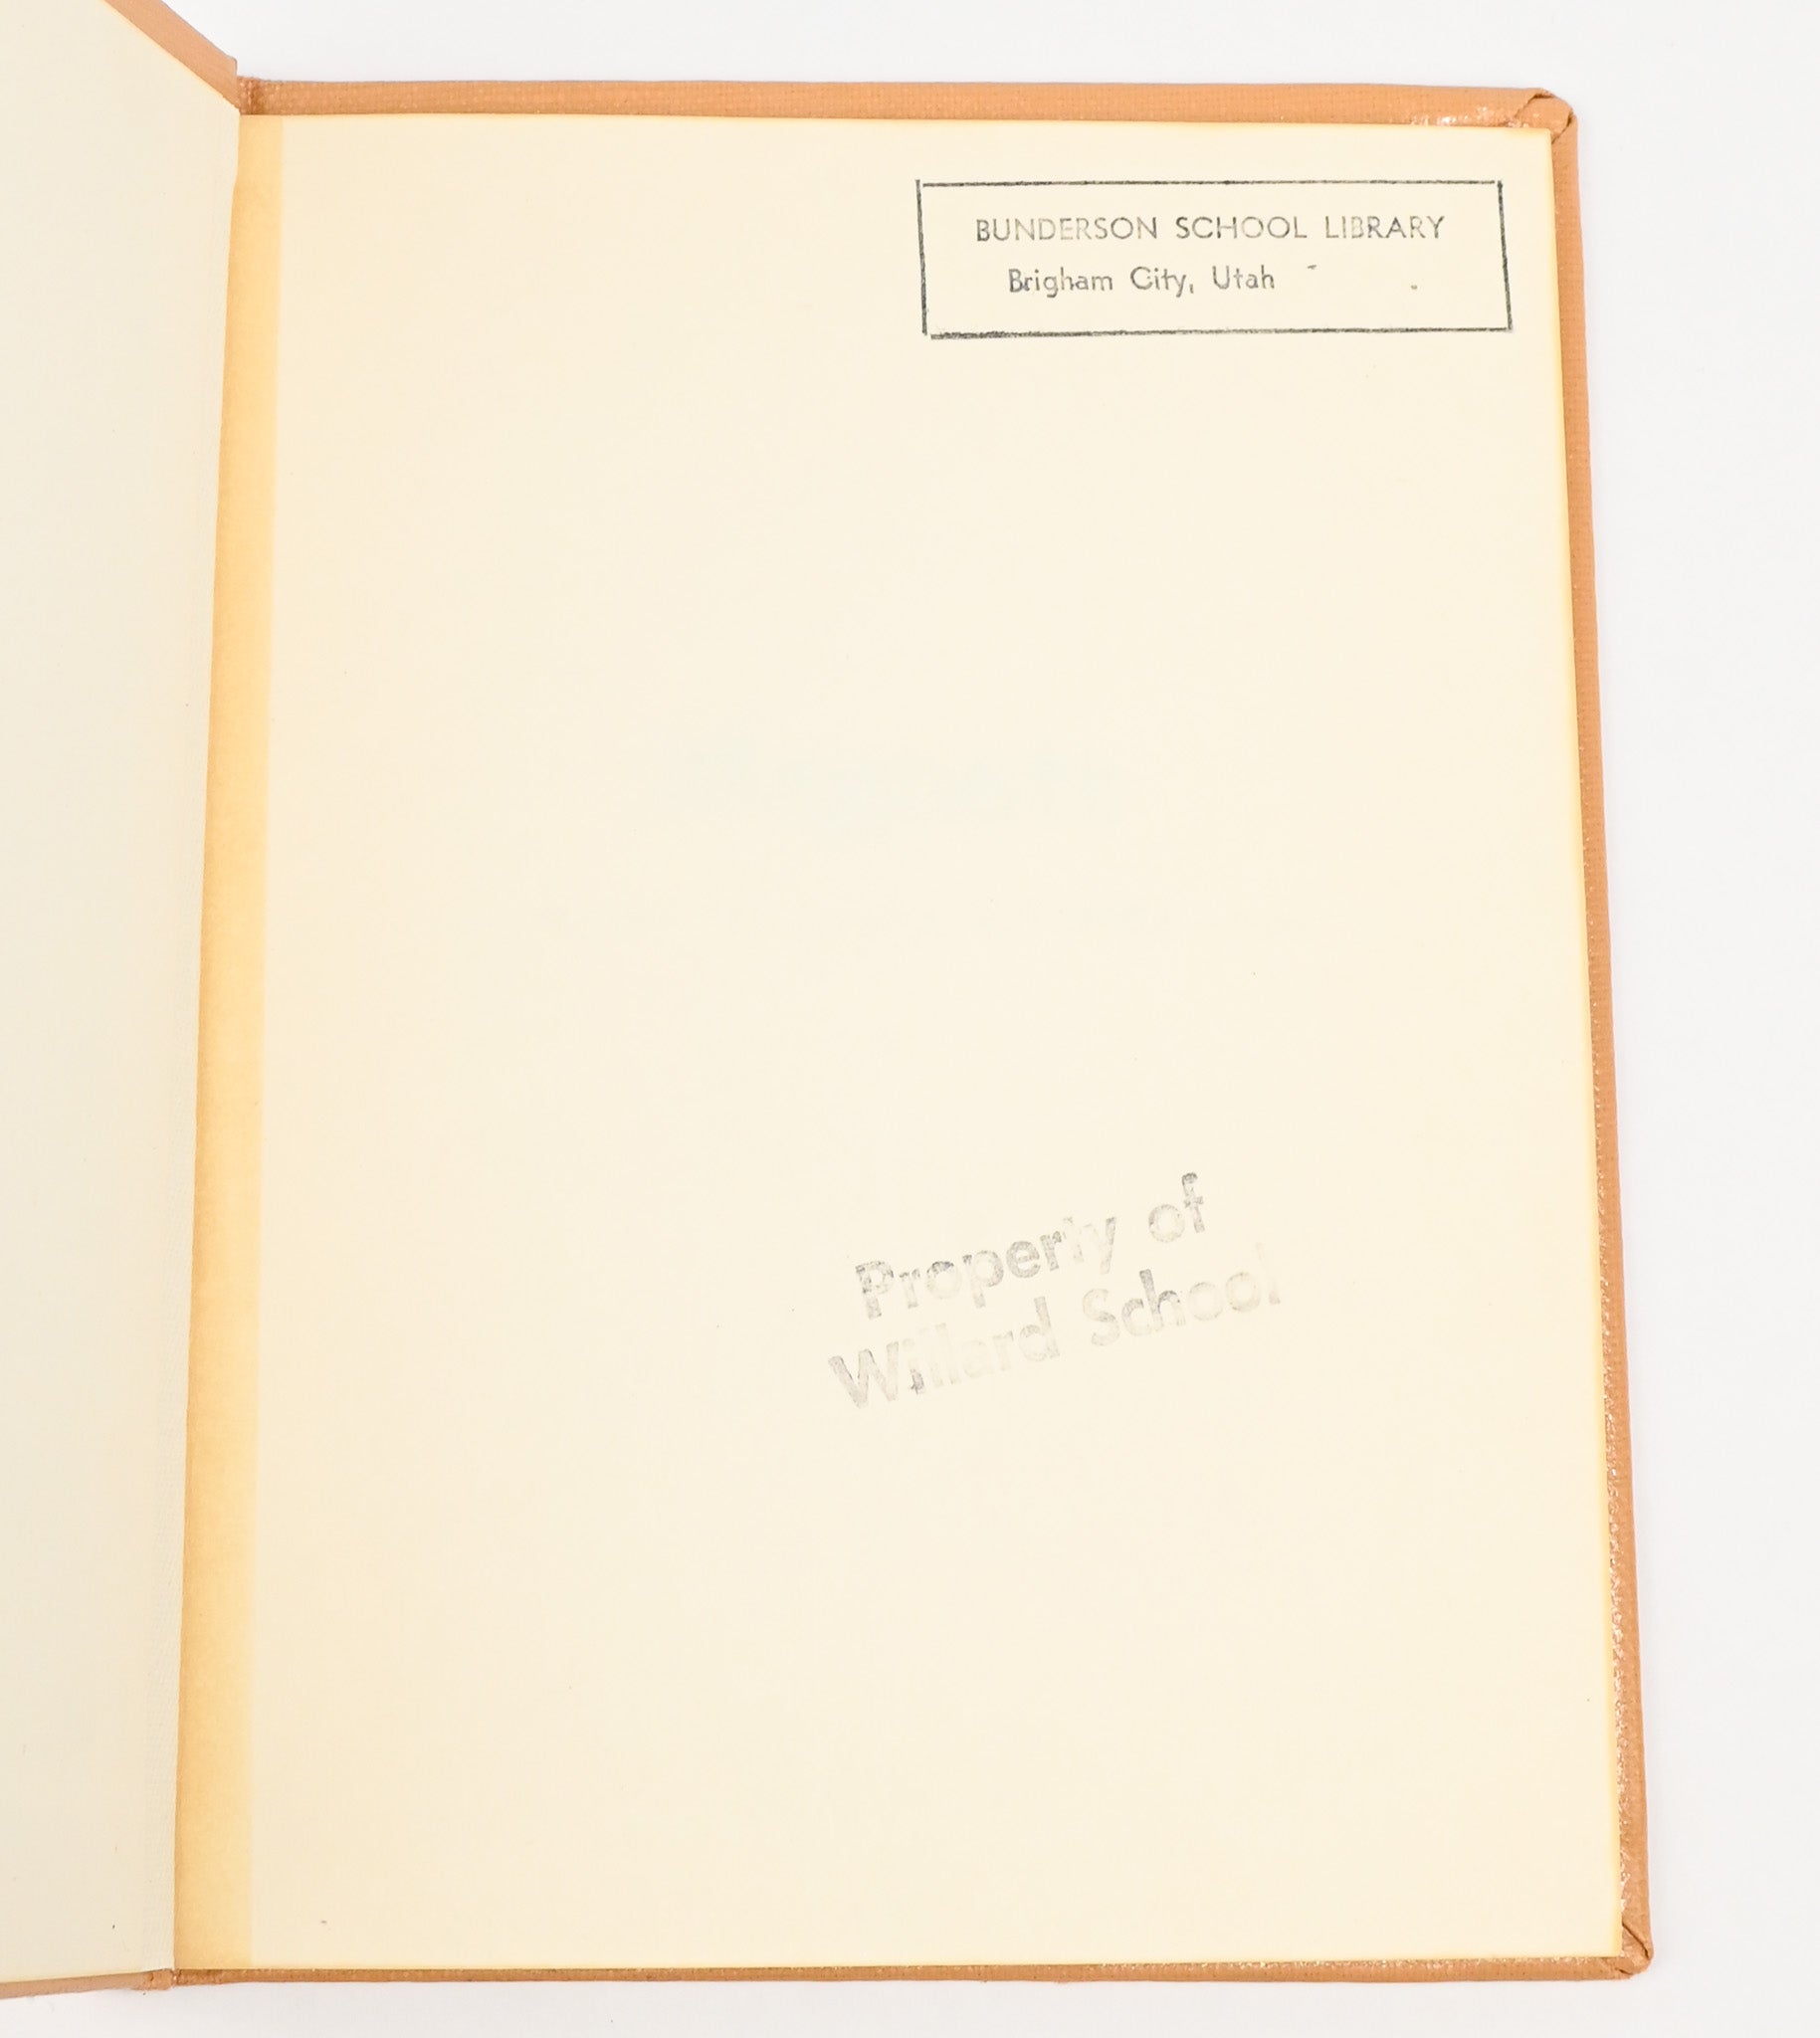 BUNDERSON SCHOOL LIBRARY
Brigham City, Utah
Property of
Willard School